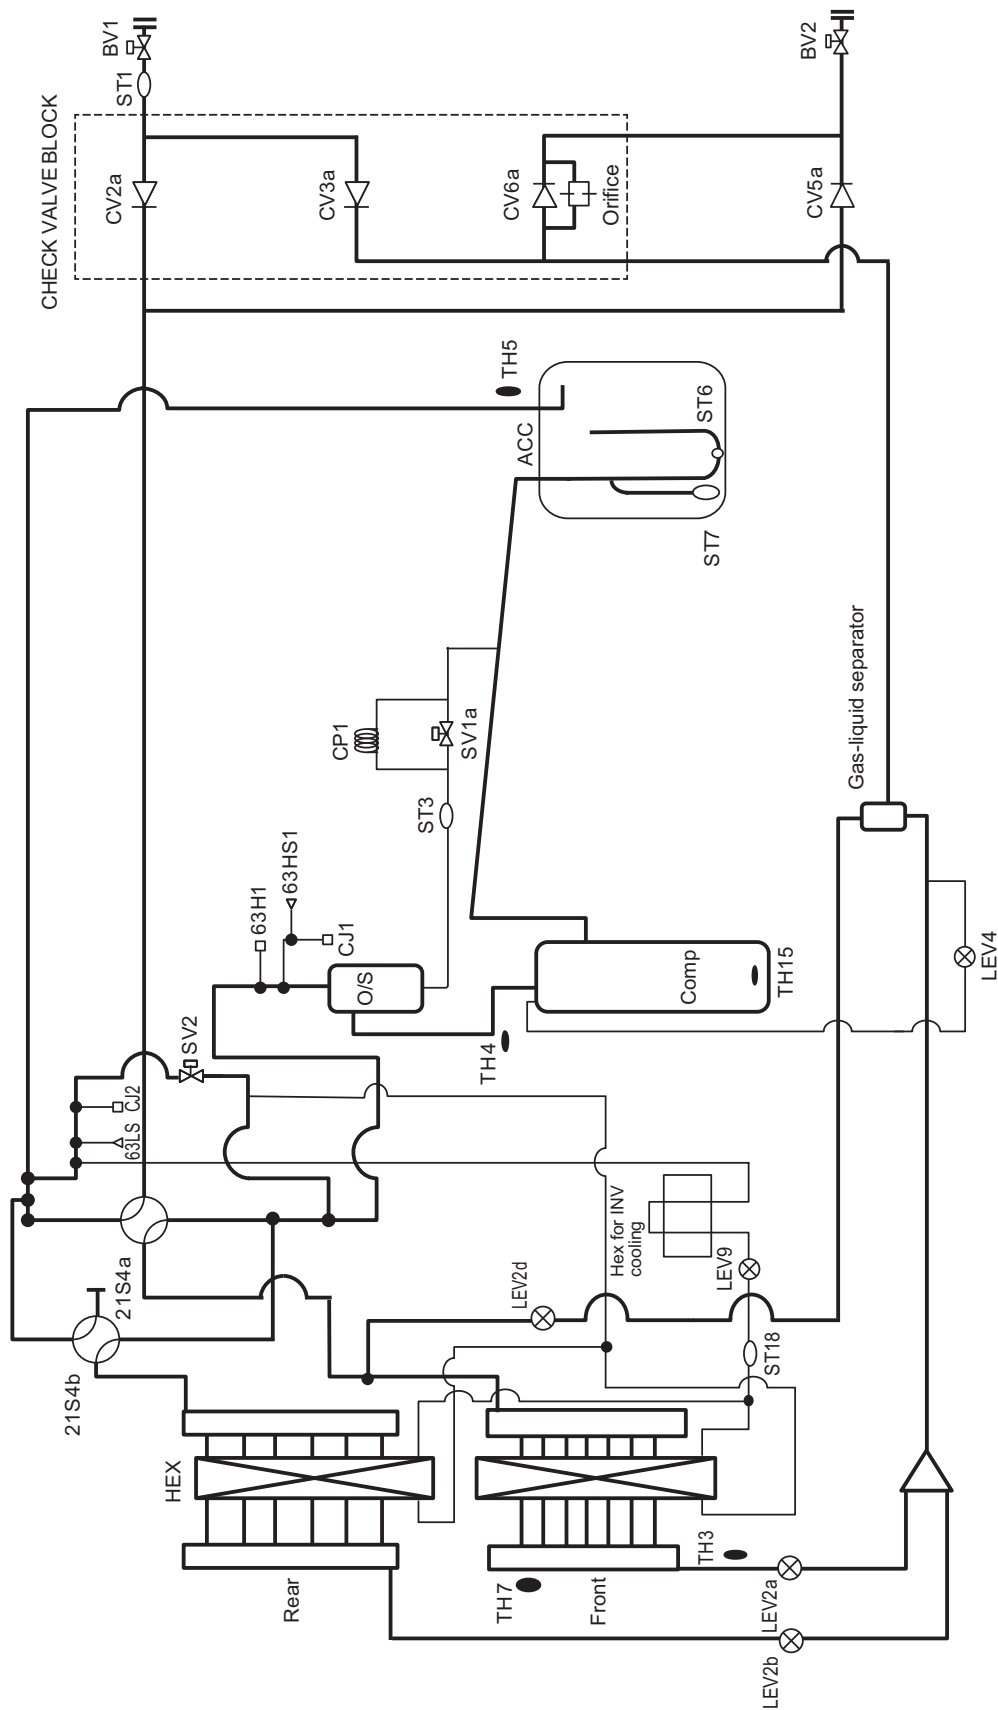 CHECK VALVE BLOCK
BV1
ST1
CV2a
CV3a
CV6a
Orifice
CV5a
BV2
TH5
ACC
ST6
ST7
CP1
SV1a
ST3
Gas-liquid separator
63H1
63HS1
CJ1
O/S
Comp
TH15
TH4
LEV4
SV2
CJ2
63LS
21S4a
21S4b
Hex for INV
cooling
LEV9
LEV2d
ST18
HEX
Rear
Front
TH7
TH3
LEV2a
LEV2b